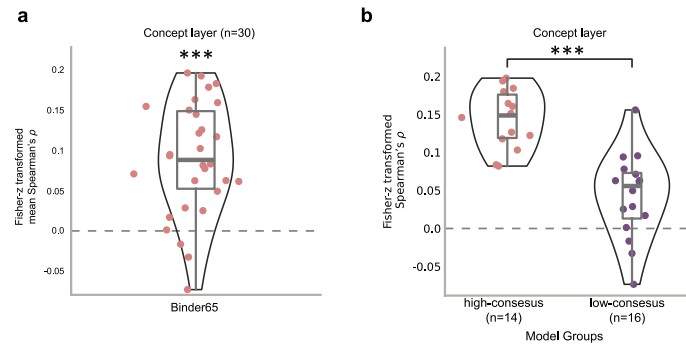 a
Concept layer (n=30)
***
Fisher-z transformed
mean Spearman's ρ
0.2
0.15
0.1
0.05
0.0
-0.05
Binder65
b
Concept layer
***
Fisher-z transformed
Spearman's ρ
0.2
0.15
0.1
0.05
0.0
-0.05
high-consesus
(n=14)
low-consesus
(n=16)
Model Groups